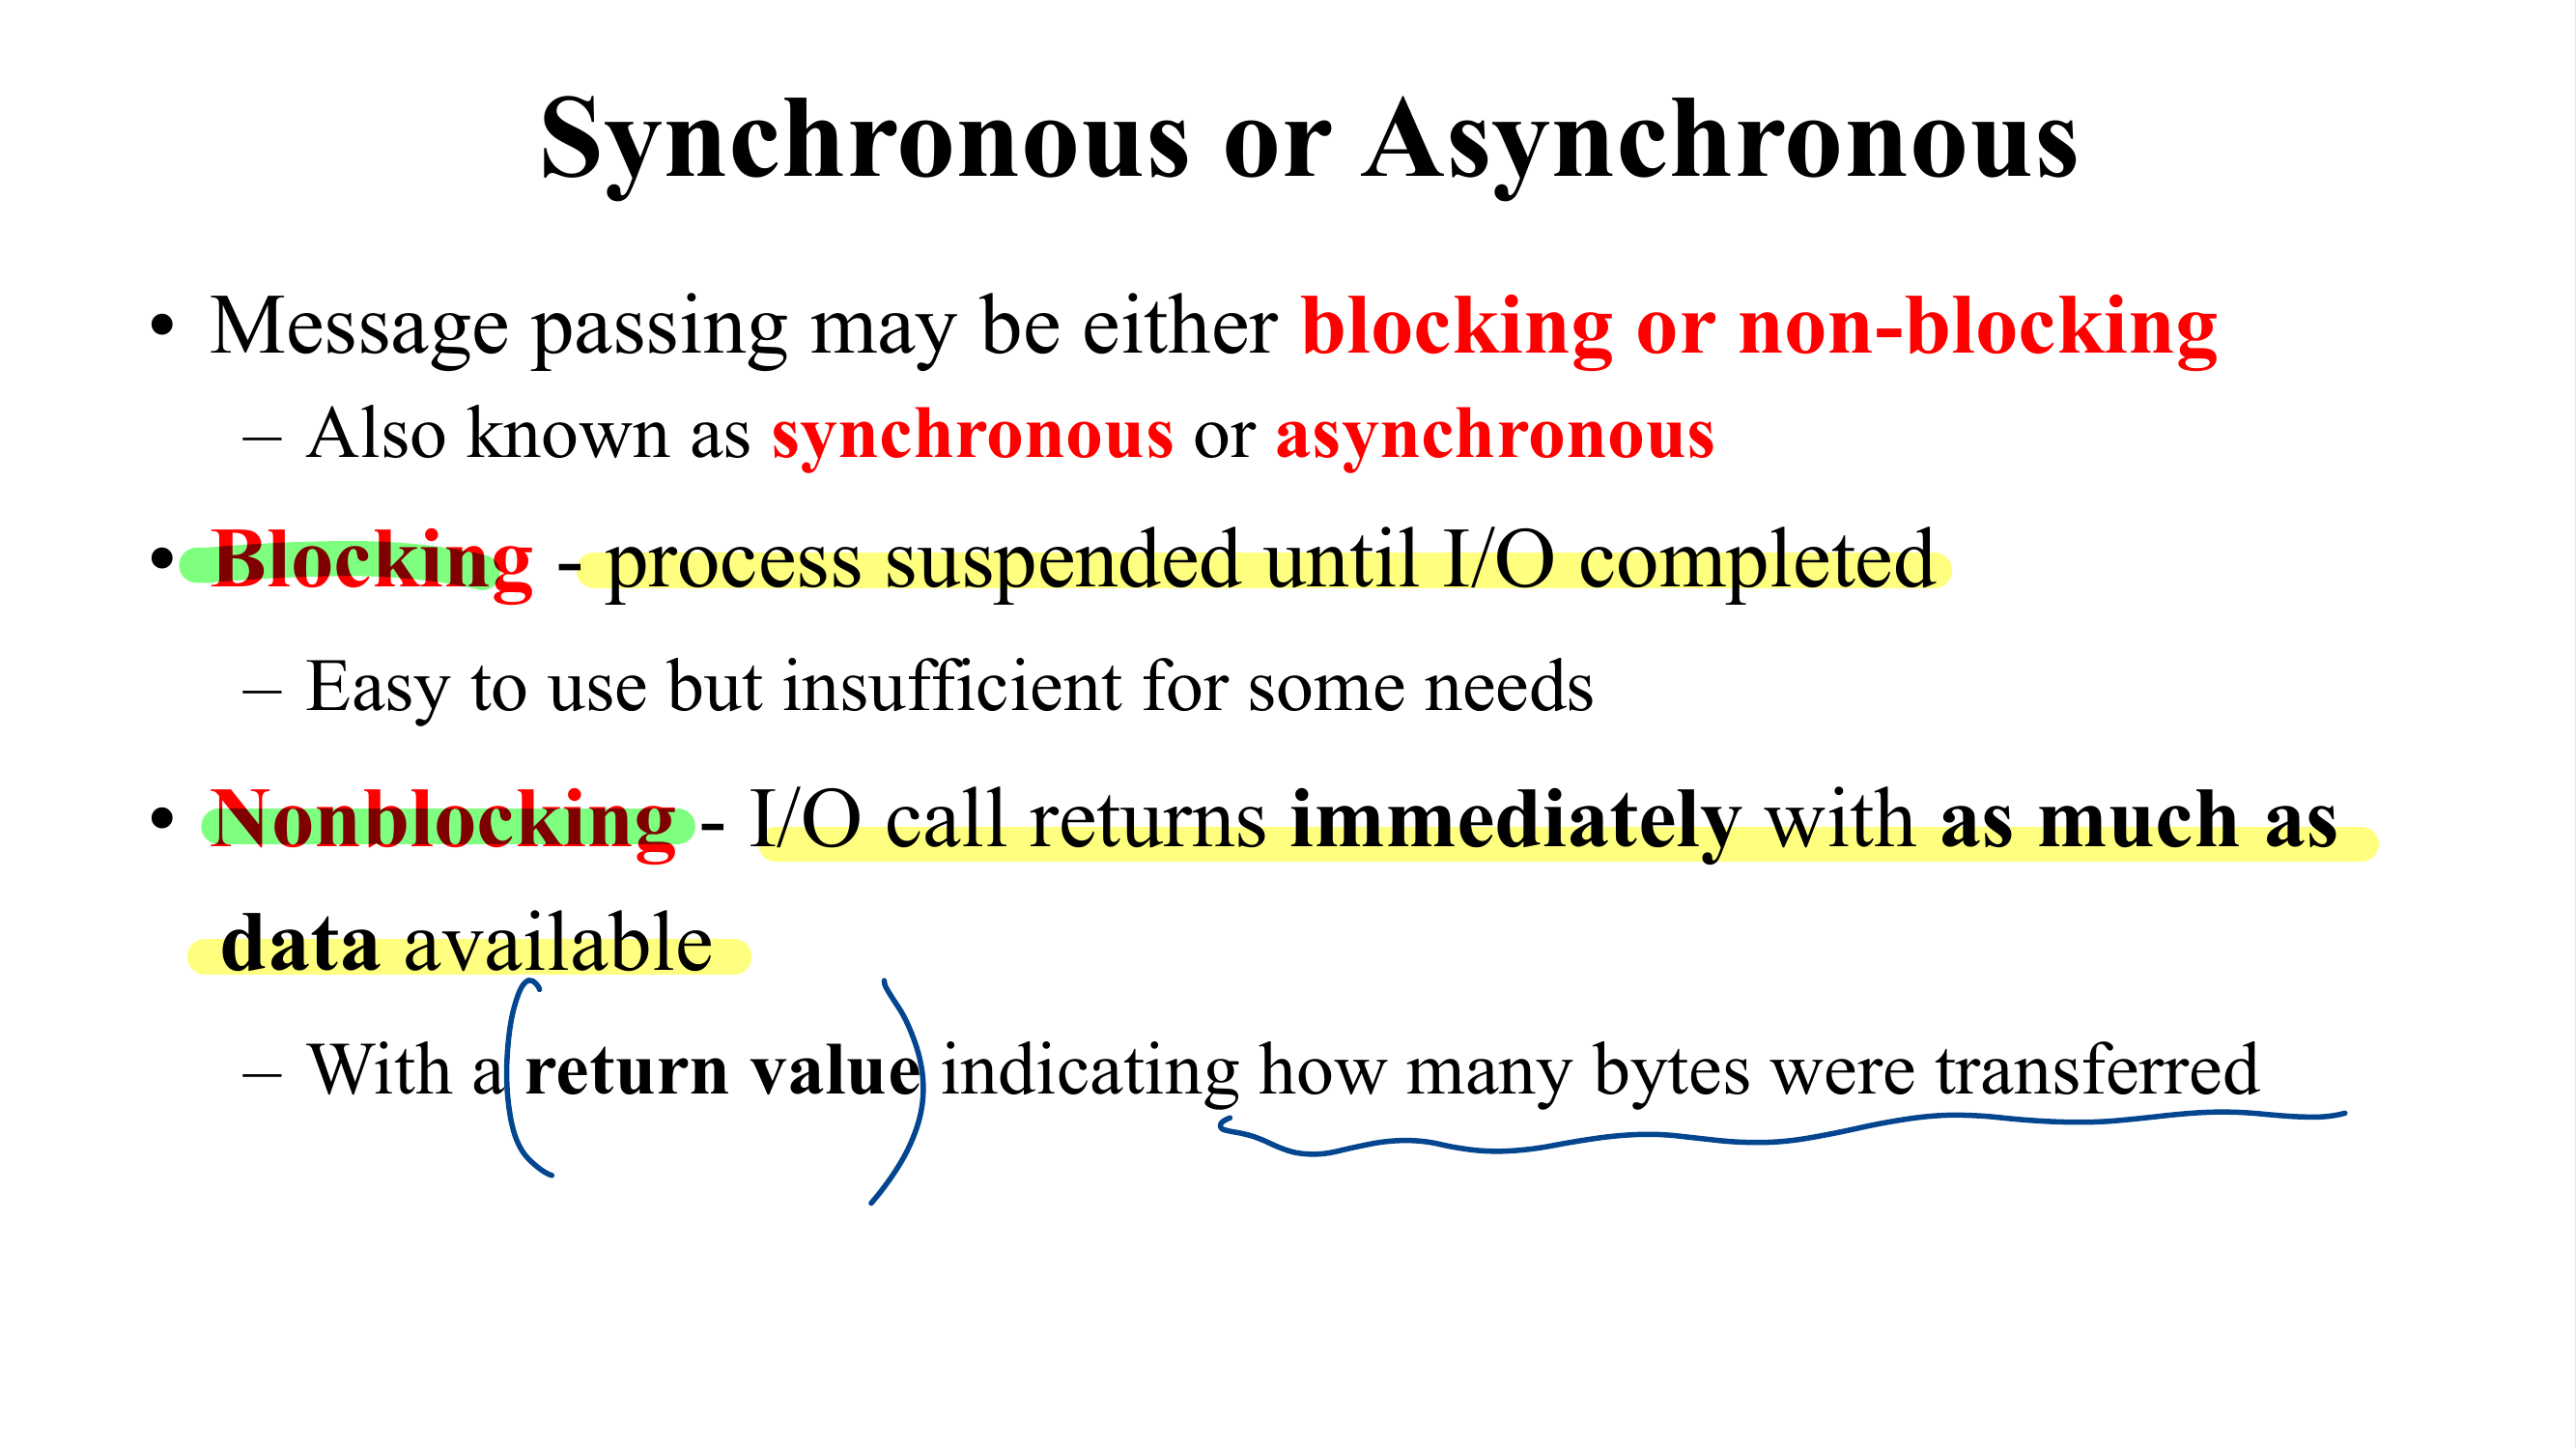 Synchronous or Asynchronous
• Message passing may be either blocking or non-blocking
– Also known as synchronous or asynchronous
• Blocking - process suspended until I/O completed
– Easy to use but insufficient for some needs
• Nonblocking - I/O call returns immediately with as much as
data available
– With a return value indicating how many bytes were transferred